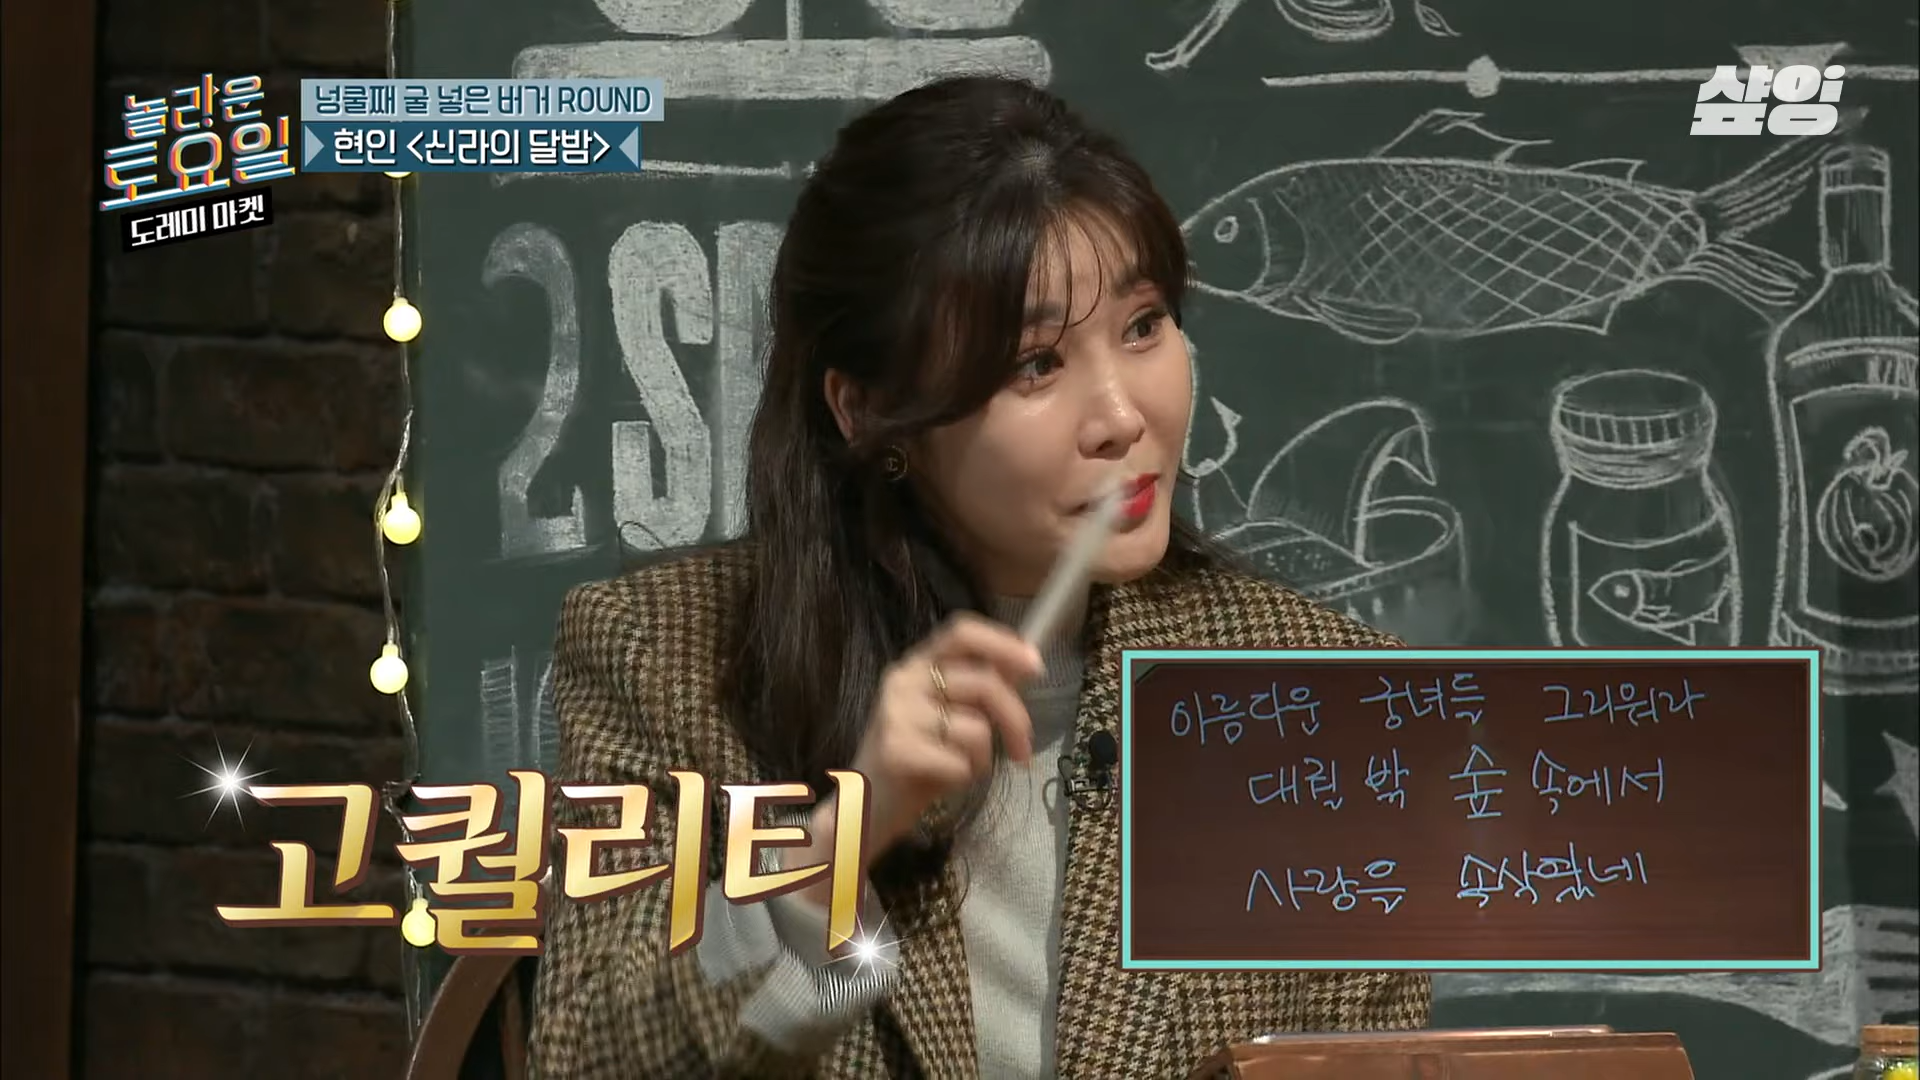 놀라운
토요일
도레미 마켓
넝쿨째 굴 넣은 버거 ROUND
현인 <신라의 달밤>
샾잉
2 S
고퀄리티
아름다운 궁녀들 그리워라
대궐 밖 숲 속에서
사랑을 속삭였네